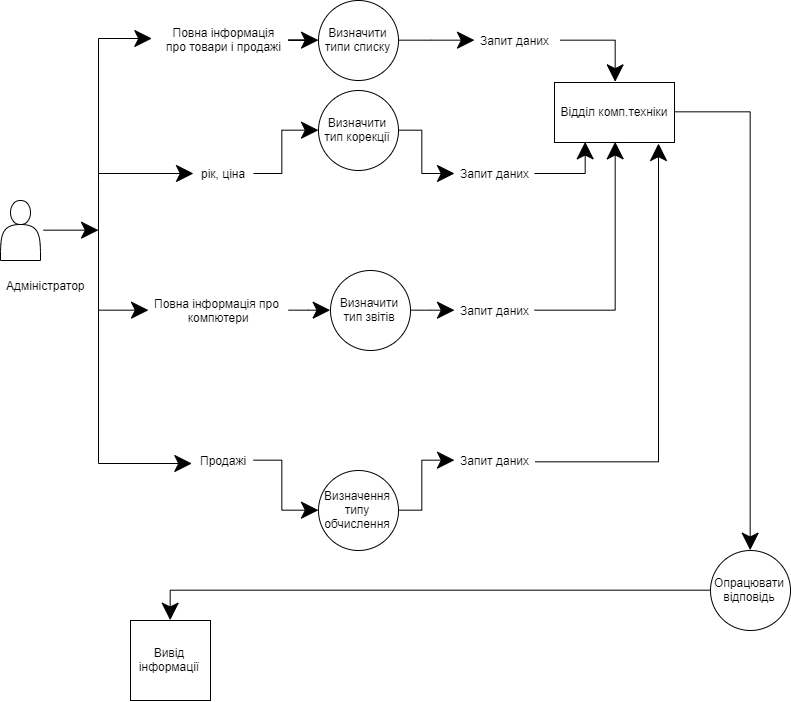 Повна інформація
про товари і продажі
Визначити
типи списку
Запит даних
Відділ комп.техніки
Визначити
тип корекції
рік, ціна
Запит даних
Адміністратор
Повна інформація про
компютери
Визначити
тип звітів
Запит даних
Продажі
Запит даних
Визначення
типу
обчислення
Опрацювати
відповідь
Вивід
інформації